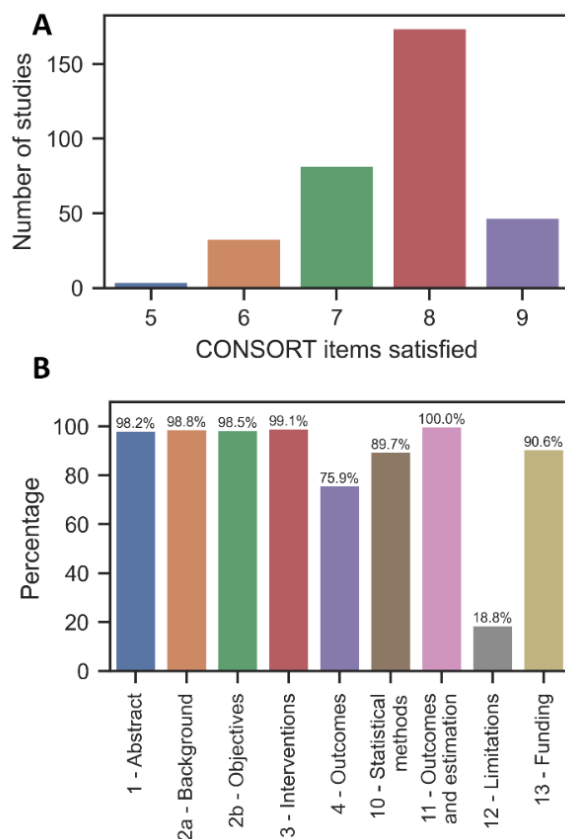 A
Number of studies
150
100
50
0
5 6 7 8 9
CONSORT items satisfied
B
Percentage
100
80
60
40
20
0
98.2% 98.8% 98.5% 99.1% 75.9% 89.7% 100.0% 18.8% 90.6%
1 - Abstract
2a - Background
2b - Objectives
3 - Interventions
4 - Outcomes
10 - Statistical
methods
11 - Outcomes
and estimation
12 - Limitations
13 - Funding